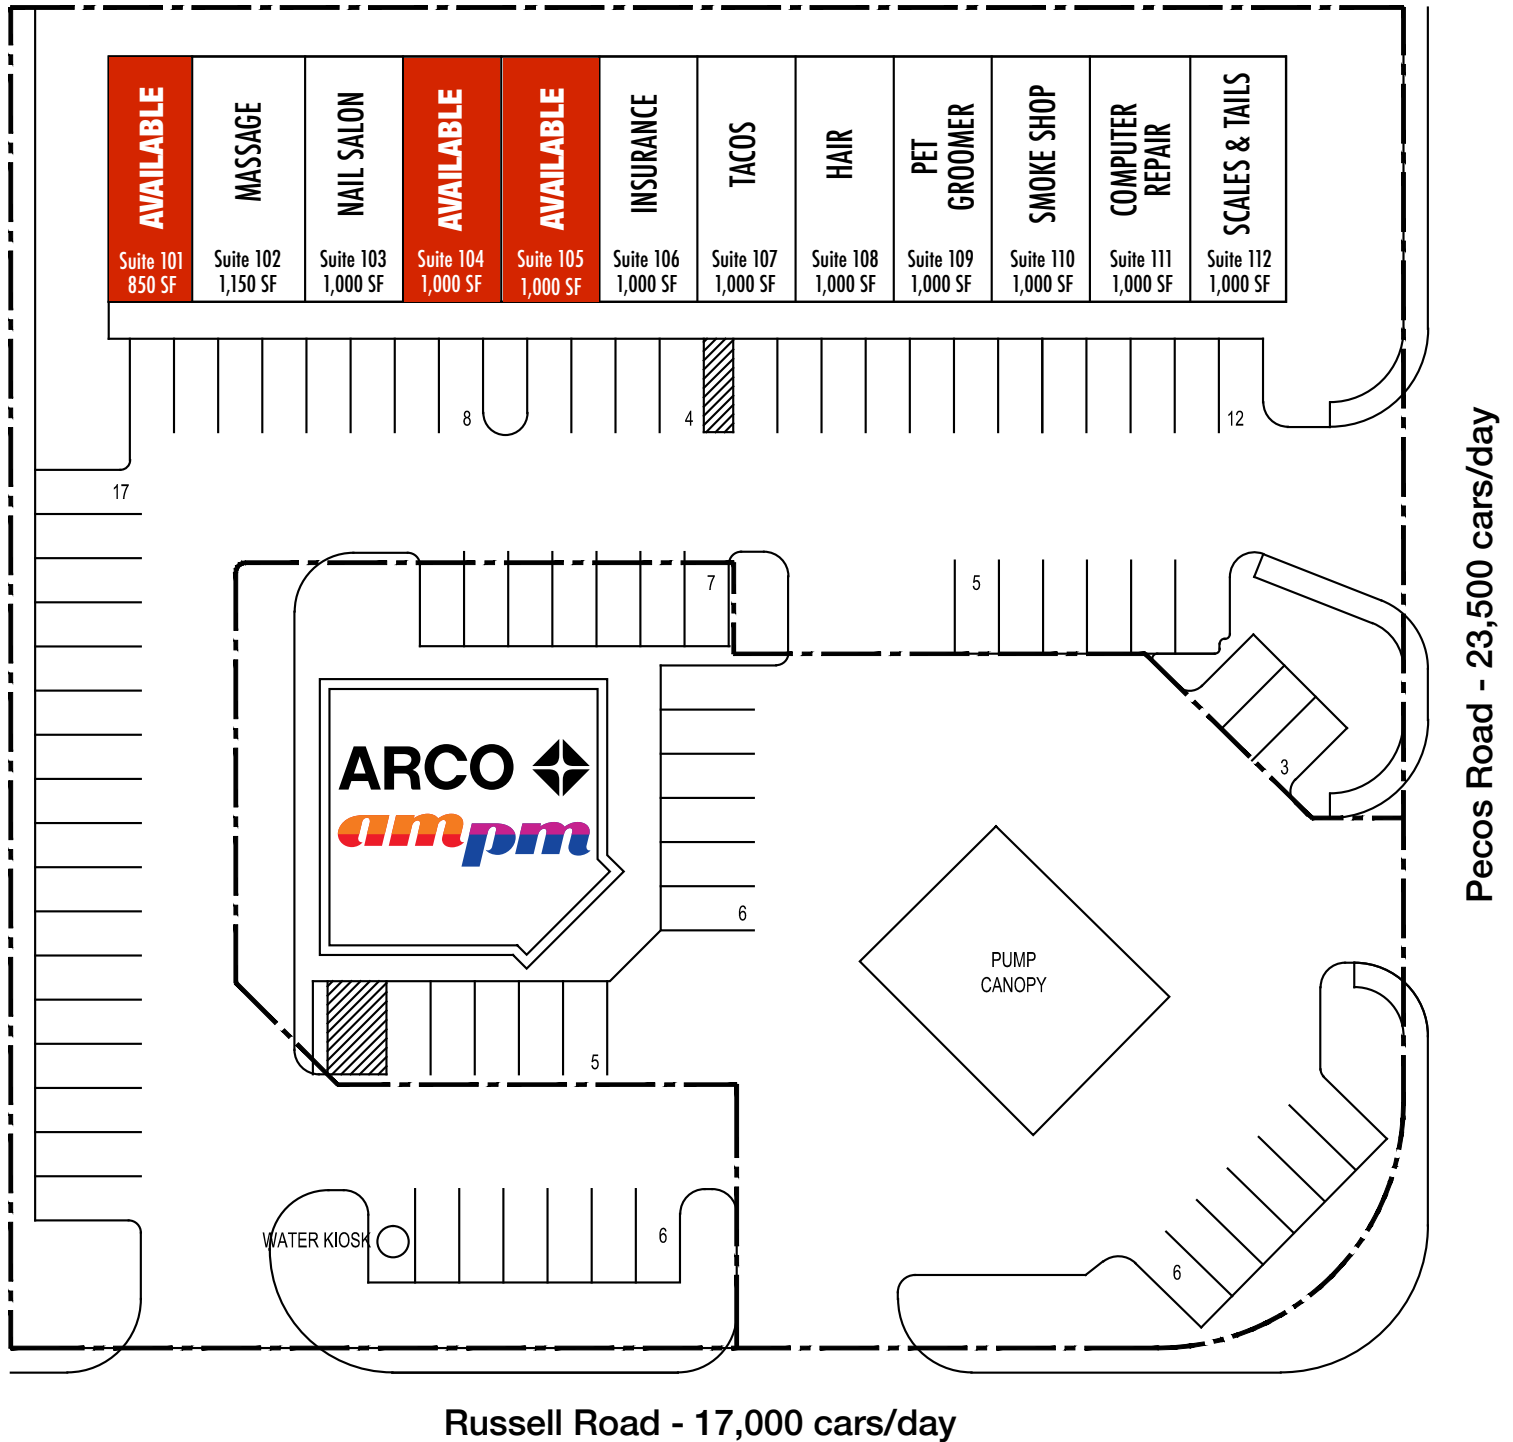 AVAILABLE
Suite 101
850 SF
MASSAGE
Suite 102
1,150 SF
NAIL SALON
Suite 103
1,000 SF
AVAILABLE
Suite 104
1,000 SF
AVAILABLE
Suite 105
1,000 SF
INSURANCE
Suite 106
1,000 SF
TACOS
Suite 107
1,000 SF
HAIR
Suite 108
1,000 SF
PET
GROOMER
Suite 109
1,000 SF
SMOKE SHOP
Suite 110
1,000 SF
COMPUTER
REPAIR
Suite 111
1,000 SF
SCALES & TAILS
Suite 112
1,000 SF
8
4
12
17
7
5
3
ARCO
ampm
6
PUMP
CANOPY
5
WATER KIOSK
6
6
Pecos Road - 23,500 cars/day
Russell Road - 17,000 cars/day